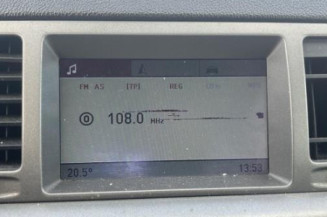 FM AS [TP] REG
108.0 MHz
20.5° 13:53